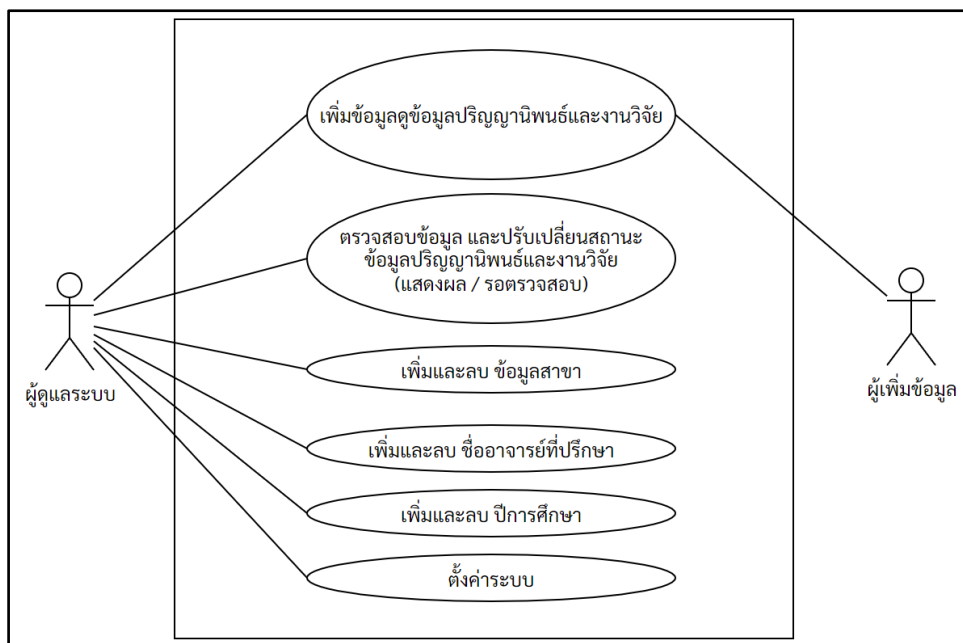 เพิ่มข้อมูลดูข้อมูลปริญญานิพนธ์และงานวิจัย
ตรวจสอบข้อมูล และปรับเปลี่ยนสถานะ
ข้อมูลปริญญานิพนธ์และงานวิจัย
(แสดงผล / รอตรวจสอบ)
เพิ่มและลบ ข้อมูลสาขา
ผู้ดูแลระบบ
ผู้เพิ่มข้อมูล
เพิ่มและลบ ชื่ออาจารย์ที่ปรึกษา
เพิ่มและลบ ปีการศึกษา
ตั้งค่าระบบ